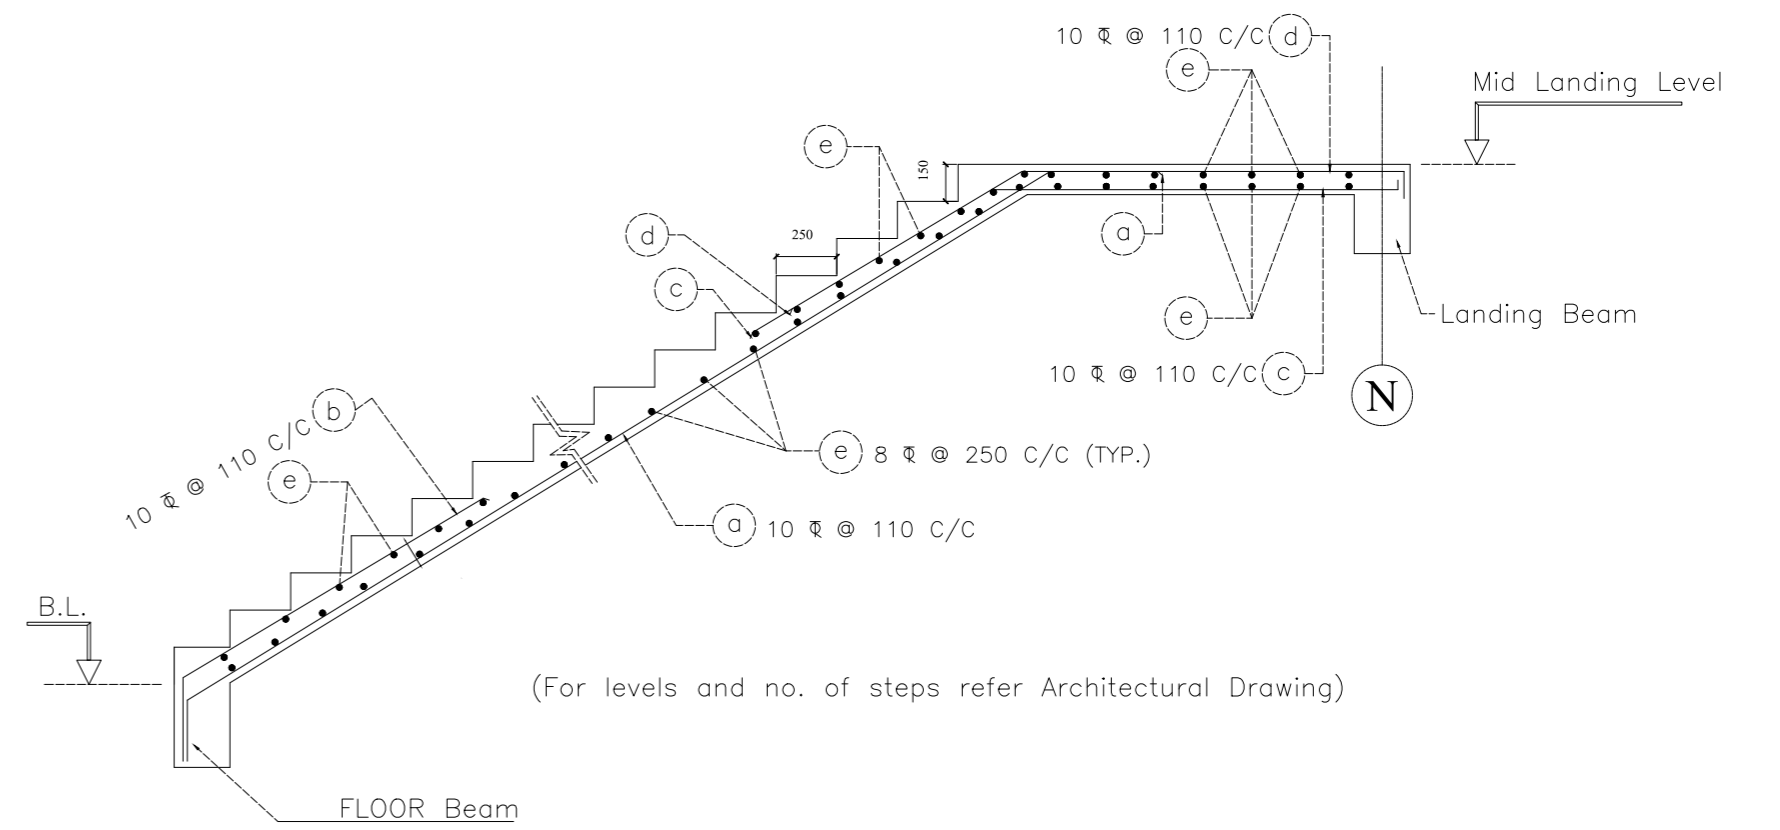 10 Φ @ 110 C/C d
e
Mid Landing Level
e
150
d
250
a
c
e
Landing Beam
10 Φ @ 110 C/C c
N
b
10 Φ @ 110 C/C
e
e 8 Φ @ 250 C/C (TYP.)
a 10 Φ @ 110 C/C
B.L.
(For levels and no. of steps refer Architectural Drawing)
FLOOR Beam